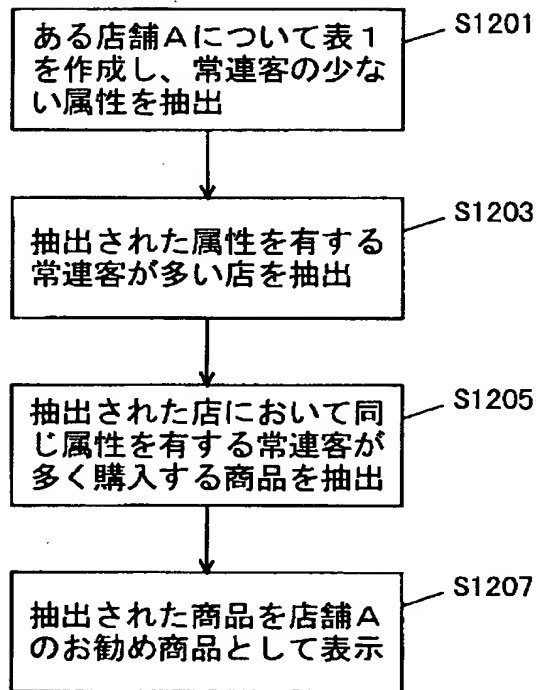 ある店舗Aについて表1
を作成し、常連客の少な
い属性を抽出
S1201
抽出された属性を有する
常連客が多い店を抽出
S1203
抽出された店において同
じ属性を有する常連客が
多く購入する商品を抽出
S1205
抽出された商品を店舗A
のお勧め商品として表示
S1207